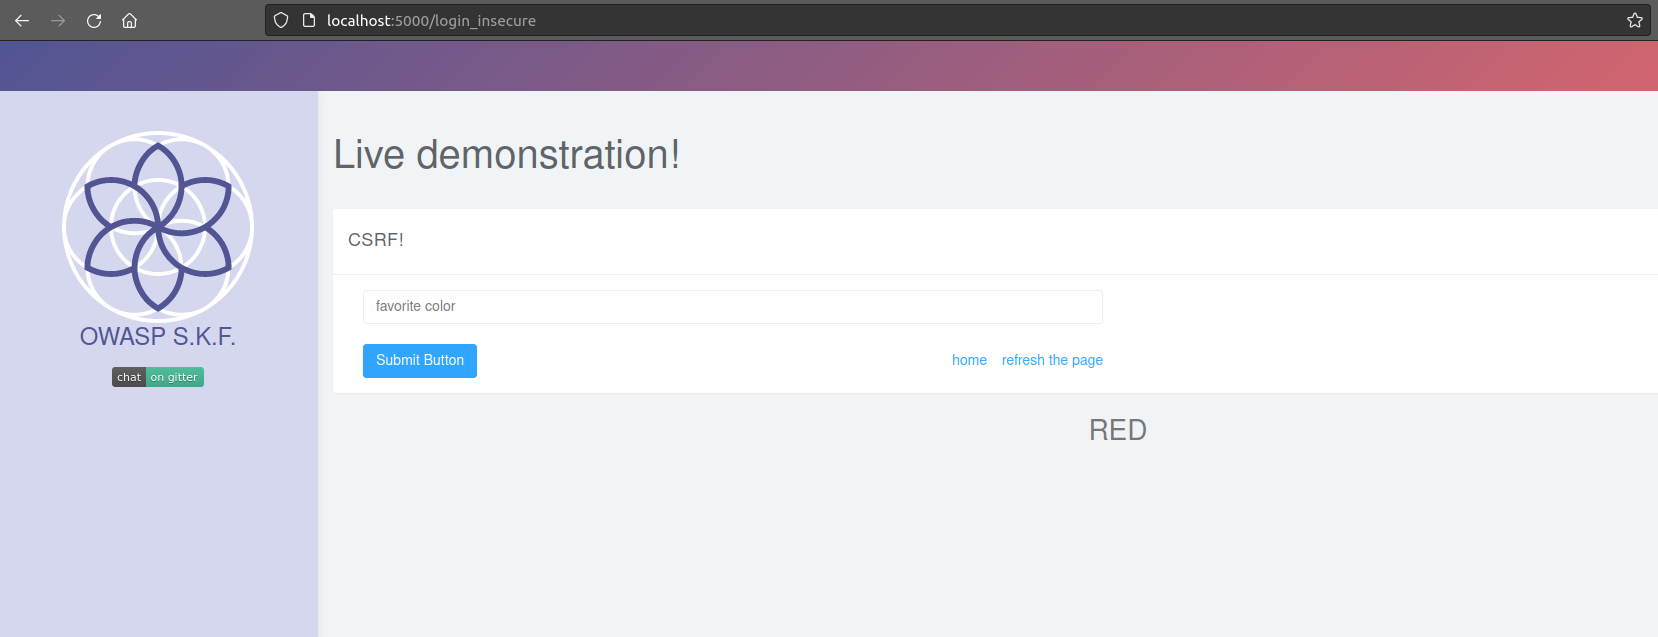 localhost:5000/login_insecure
OWASP S.K.F.
chat on gitter
Live demonstration!
CSRF!
favorite color
Submit Button home refresh the page
RED